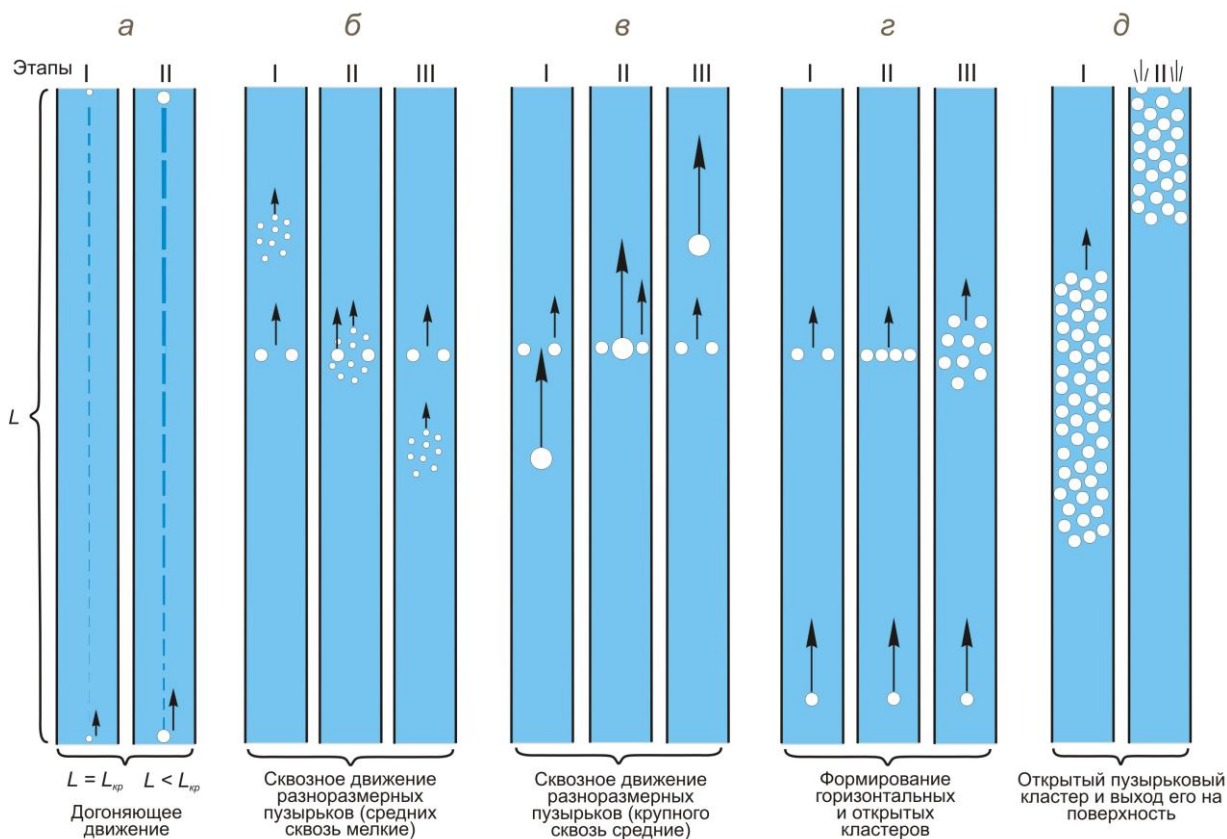 а б в г д
Этапы I II I II III I II III I II III I II
L
L = Lкр L < Lкр
Догоняющее
движение
Сквозное движение
разноразмерных
пузырьков (средних
сквозь мелкие)
Сквозное движение
разноразмерных
пузырьков (крупного
сквозь средние)
Формирование
горизонтальных
и открытых
кластеров
Открытый пузырьковый
кластер и выход его на
поверхность